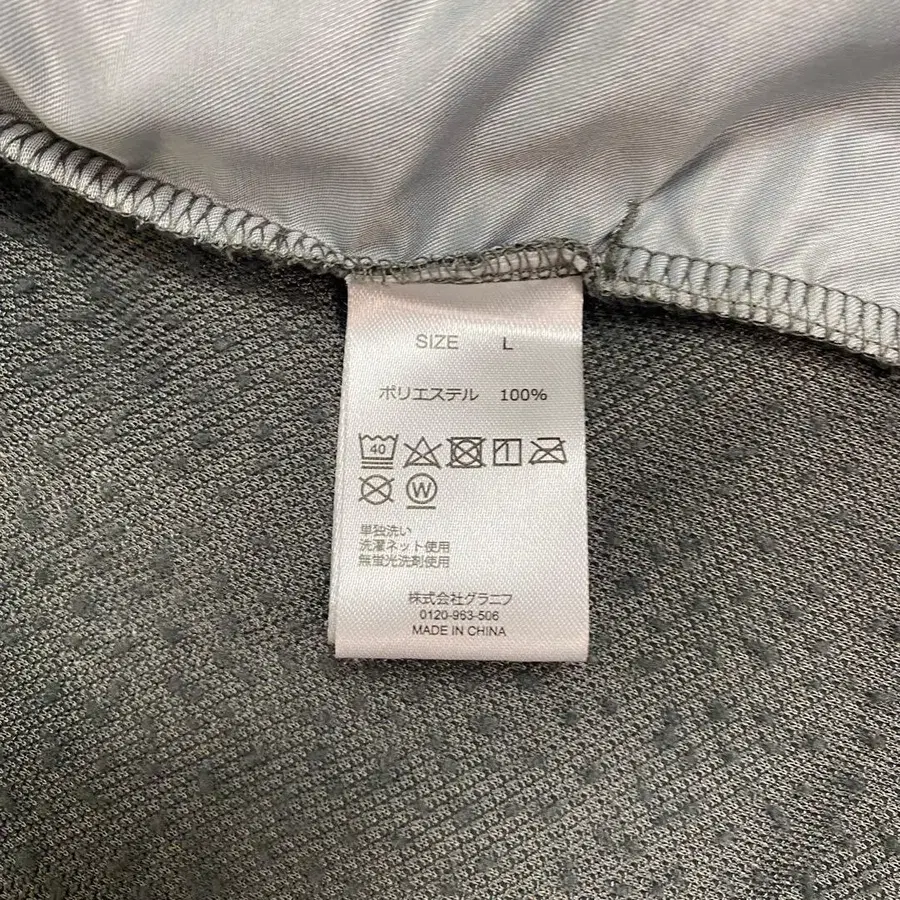 SIZE L
ポリエステル 100%
40
W
単独洗い
洗濯ネット使用
無蛍光洗剤使用
株式会社グラニフ
0120-963-506
MADE IN CHINA